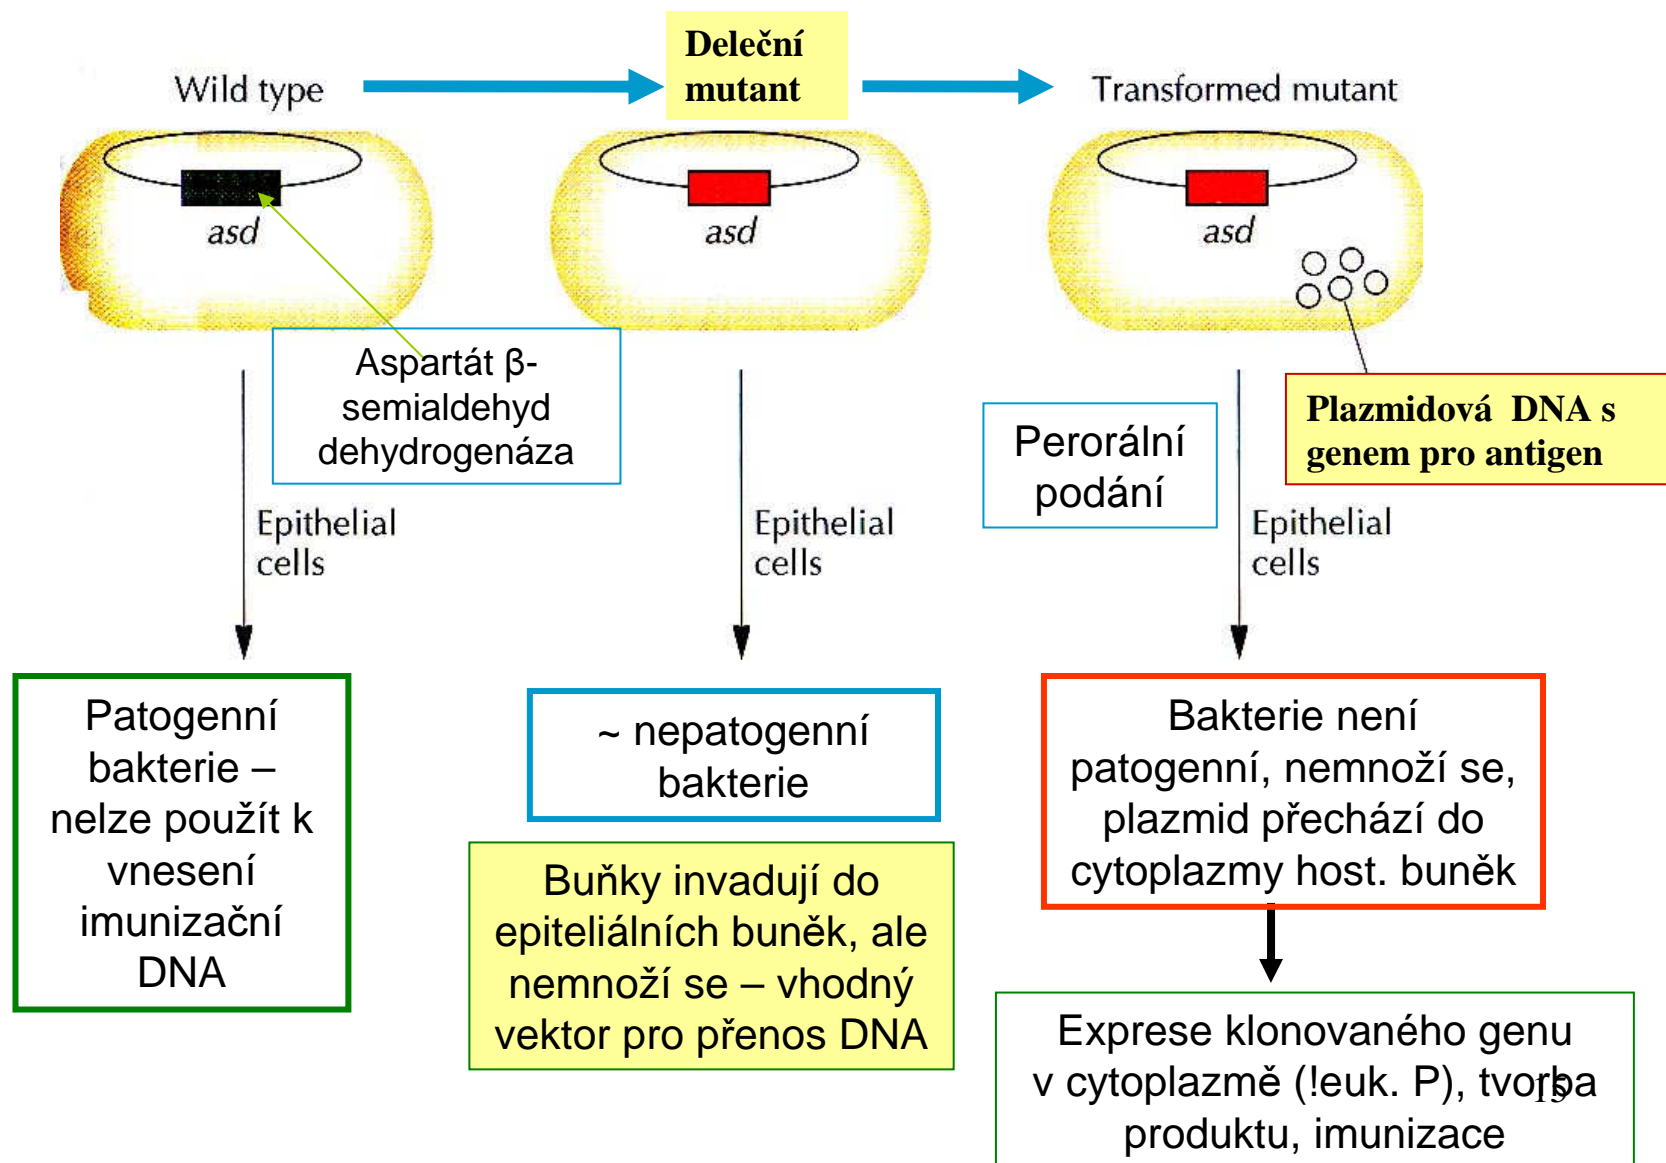 Wild type
Deleční
mutant
Transformed mutant
asd
asd
asd
Aspartát β-
semialdehyd
dehydrogenáza
Perorální
podání
Plazmidová DNA s
genem pro antigen
Epithelial
cells
Epithelial
cells
Epithelial
cells
Patogenní
bakterie –
nelze použít k
vnesení
imunizační
DNA
~ nepatogenní
bakterie
Buňky invadují do
epiteliálních buněk, ale
nemnoží se – vhodný
vektor pro přenos DNA
Bakterie není
patogenní, nemnoží se,
plazmid přechází do
cytoplazmy host. buněk
Exprese klonovaného genu
v cytoplazmě (!euk. P), tvorba
produktu, imunizace
15